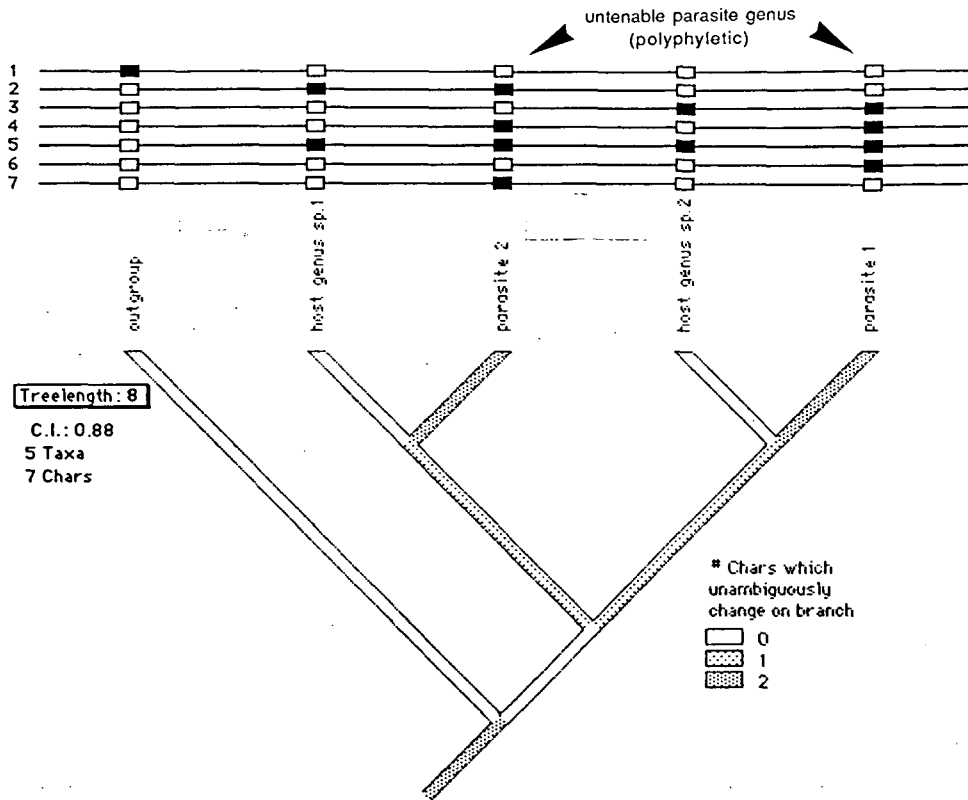 untenable parasite genus
(polyphyletic)
1
2
3
4
5
6
7
outgroup
host genus sp.1
parasite 2
host genus sp.2
parasite 1
Treelength: 8
C.I.: 0.88
5 Taxa
7 Chars
# Chars which
unambiguously
change on branch
0
1
2